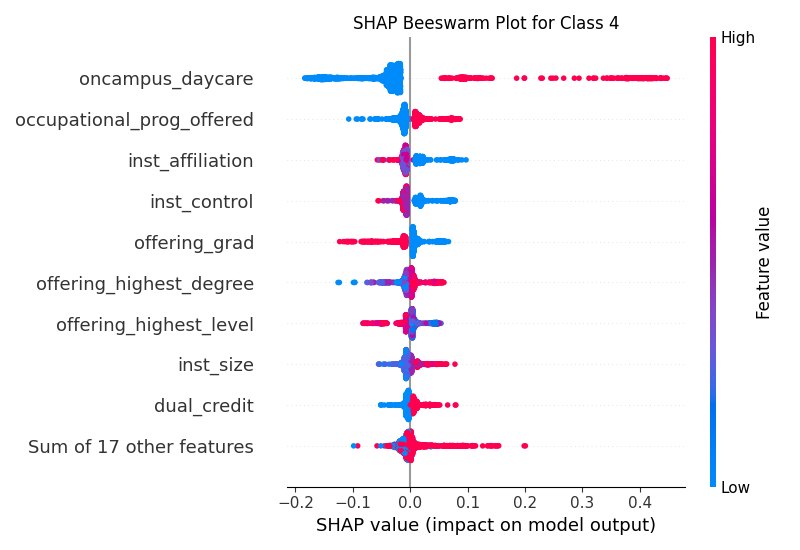 SHAP Beeswarm Plot for Class 4
High
oncampus_daycare
occupational_prog_offered
inst_affiliation
inst_control
offering_grad
offering_highest_degree
offering_highest_level
inst_size
dual_credit
Sum of 17 other features
Feature value
Low
−0.2 −0.1 0.0 0.1 0.2 0.3 0.4
SHAP value (impact on model output)